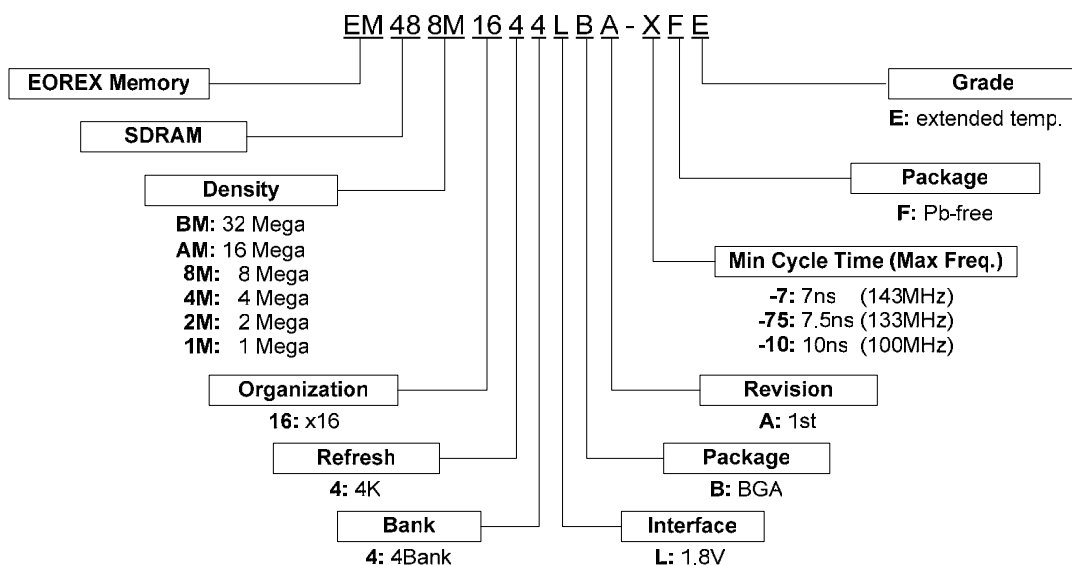 EM 48 8M 16 4 4 L B A - X F E
EOREX Memory
Grade
E: extended temp.
SDRAM
Density
BM: 32 Mega
AM: 16 Mega
8M: 8 Mega
4M: 4 Mega
2M: 2 Mega
1M: 1 Mega
Package
F: Pb-free
Min Cycle Time (Max Freq.)
-7: 7ns (143MHz)
-75: 7.5ns (133MHz)
-10: 10ns (100MHz)
Organization
16: x16
Revision
A: 1st
Refresh
4: 4K
Package
B: BGA
Bank
4: 4Bank
Interface
L: 1.8V